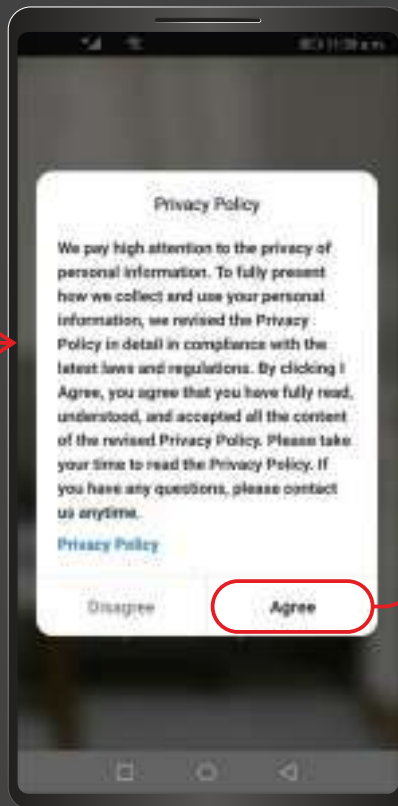 Privacy Policy
We pay high attention to the privacy of
personal information. To fully present
how we collect and use your personal
information, we revised the Privacy
Policy in detail in compliance with the
latest laws and regulations. By clicking I
Agree, you agree that you have fully read,
understood, and accepted all the content
of the revised Privacy Policy. Please take
your time to read the Privacy Policy. If
you have any questions, please contact
us anytime.
Privacy Policy
Disagree Agree